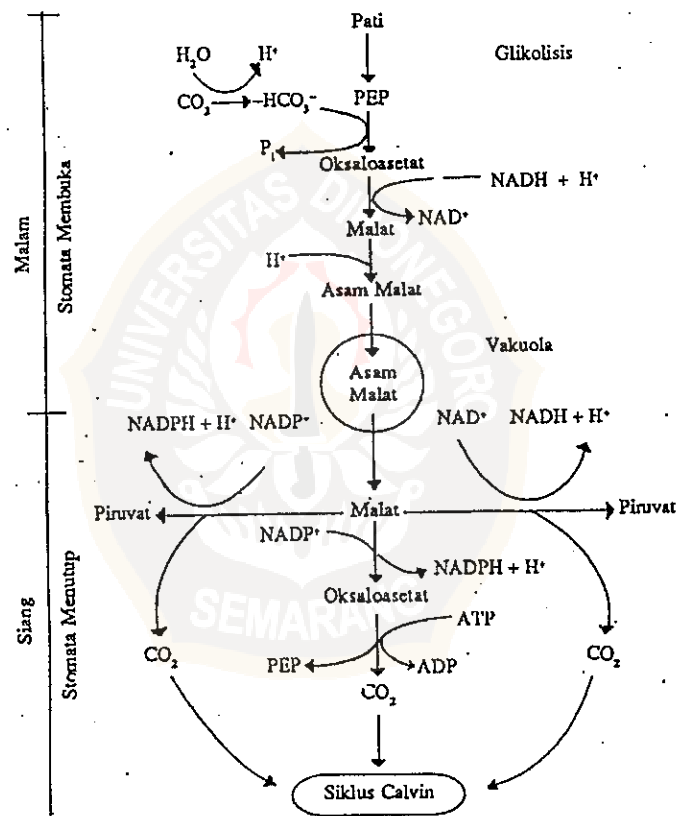 Pati
Glikolisis
H₂O H⁺
CO₂ HCO₃⁻
PEP
Pᵢ
Oksaloasetat
NADH + H⁺
NAD⁺
Malat
H⁺
Asam Malat
Vakuola
Asam
Malat
Malam
Stomata Membuka
NADPH + H⁺ NADP⁺
NAD⁺ NADH + H⁺
Piruvat
Malat
Piruvat
NADP⁺
NADPH + H⁺
Oksaloasetat
ATP
PEP
ADP
CO₂
CO₂
CO₂
Siklus Calvin
Siang
Stomata Menutup
UNIVERSITAS DIPONEGORO
SEMARANG